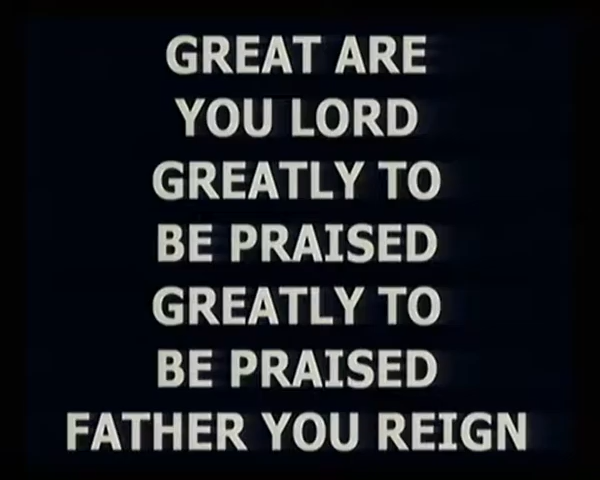 GREAT ARE
YOU LORD
GREATLY TO
BE PRAISED
GREATLY TO
BE PRAISED
FATHER YOU REIGN